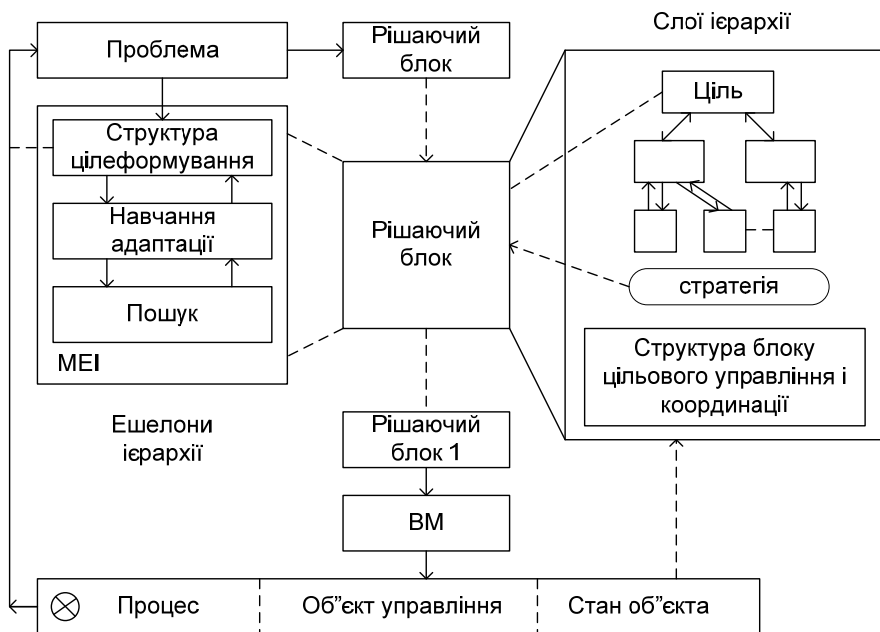 Слої ієрархії
Проблема
Рішаючий
блок
Ціль
Структура
цілеформування
Навчання
адаптації
Пошук
МЕІ
Рішаючий
блок
стратегія
Структура блоку
цільового управління і
координації
Ешелони
ієрархії
Рішаючий
блок 1
ВМ
Процес
Об"єкт управління
Стан об"єкта